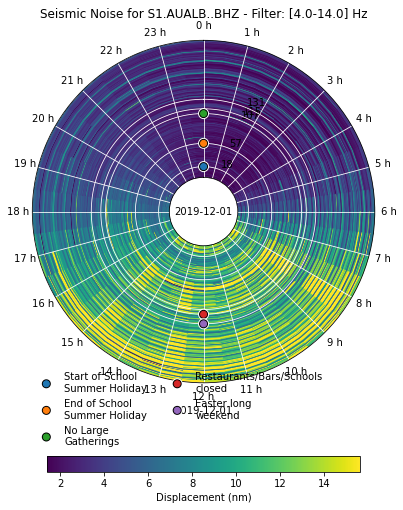 Seismic Noise for S1.AUALB..BHZ - Filter: [4.0-14.0] Hz
0 h
23 h
1 h
22 h
2 h
21 h
3 h
20 h
4 h
19 h
5 h
18 h
6 h
17 h
7 h
16 h
8 h
15 h
9 h
14 h
10 h
13 h
11 h
12 h
57
18
2019-12-01
2019-12-01
Start of School
Summer Holiday
End of School
Summer Holiday
No Large
Gatherings
Restaurants/Bars/Schools
closed
Easter long
weekend
2 4 6 8 10 12 14
Displacement (nm)